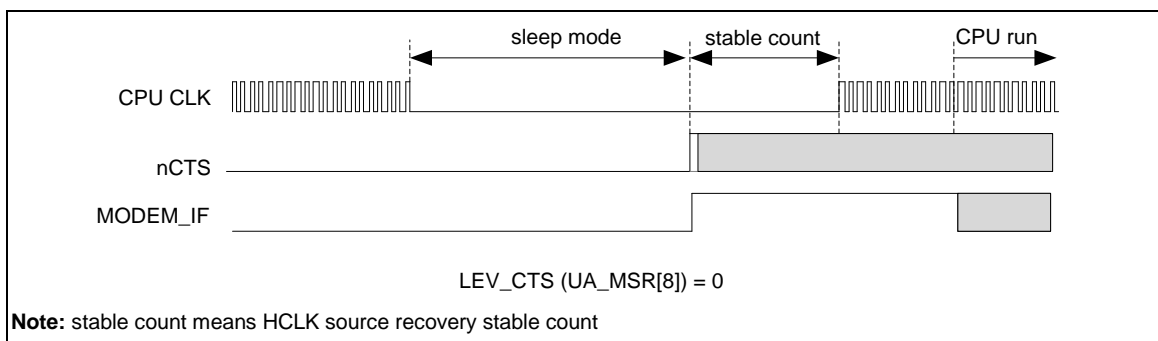 sleep mode stable count CPU run
CPU CLK
nCTS
MODEM_IF
LEV_CTS (UA_MSR[8]) = 0
Note: stable count means HCLK source recovery stable count